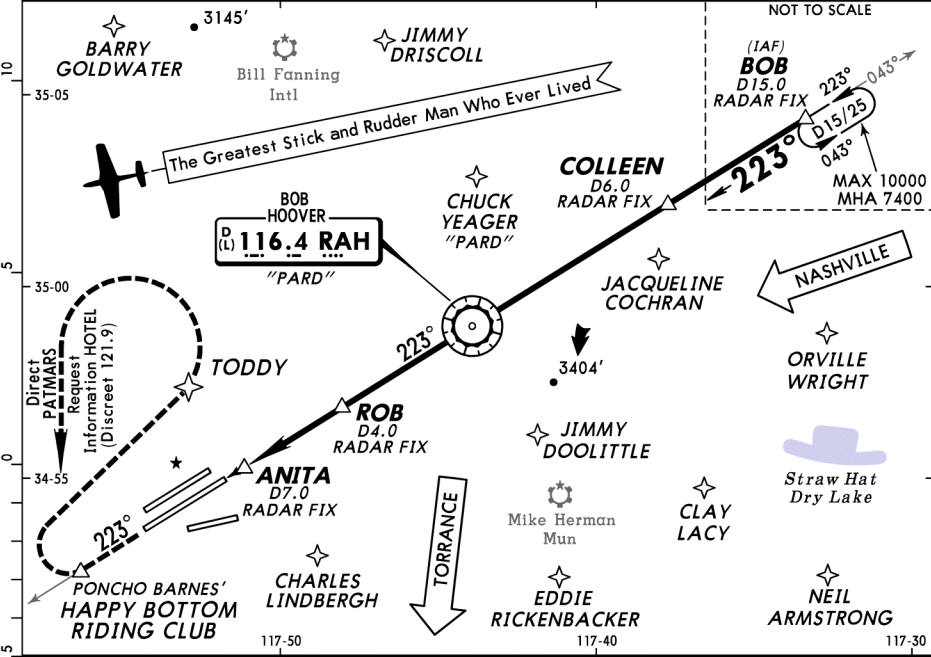 NOT TO SCALE
3145'
BARRY
GOLDWATER
JIMMY
DRISCOLL
Bill Fanning
Intl
The Greatest Stick and Rudder Man Who Ever Lived
(IAF)
BOB
D15.0
RADAR FIX
223°
043°
D15/25
043°
MAX 10000
MHA 7400
223°
10
35-05
COLLEEN
D6.0
RADAR FIX
CHUCK
YEAGER
"PARD"
BOB
HOOVER
D
(L)
116.4 RAH
"PARD"
JACQUELINE
COCHRAN
NASHVILLE
5
35-00
Direct
PATMARS
Request
Information HOTEL
(Discret 121.9)
TODDY
223°
3404'
ORVILLE
WRIGHT
ROB
D4.0
RADAR FIX
JIMMY
DOOLITTLE
0
34-55
ANITA
D7.0
RADAR FIX
Straw Hat
Dry Lake
Mike Herman
Mun
CLAY
LACY
TORRANCE
223°
CHARLES
LINDBERGH
PONCHO BARNES'
HAPPY BOTTOM
RIDING CLUB
EDDIE
RICKENBACKER
NEIL
ARMSTRONG
5
117-50
117-40
117-30